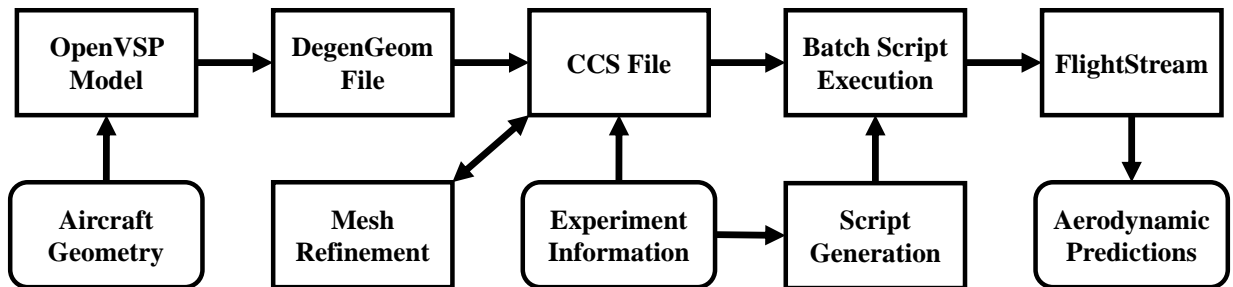 OpenVSP
Model
DegenGeom
File
CCS File
Batch Script
Execution
FlightStream
Aircraft
Geometry
Mesh
Refinement
Experiment
Information
Script
Generation
Aerodynamic
Predictions